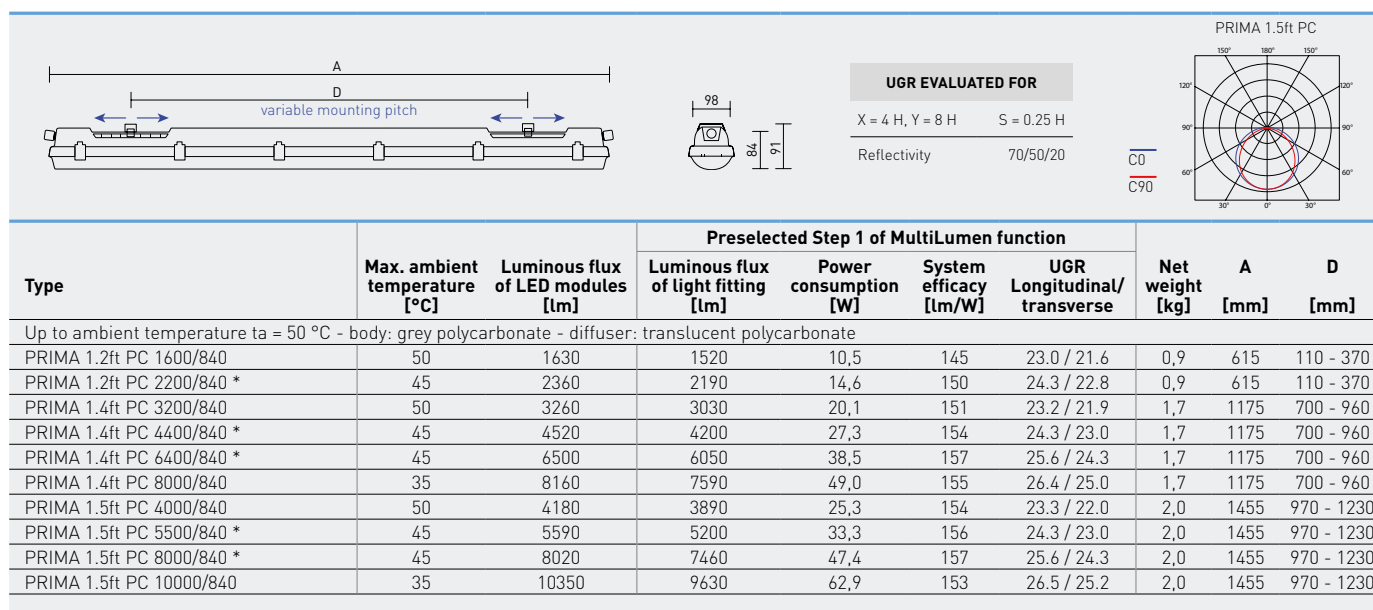 PRIMA 1.5ft PC
A
D
variable mounting pitch
98
84
91
UGR EVALUATED FOR
X = 4 H, Y = 8 H S = 0.25 H
Reflectivity 70/50/20
C0
C90
150° 180° 150°
120° 120°
90° 90°
60° 60°
30° 0° 30°
Preselected Step 1 of MultiLumen function
Type Max. ambient temperature [°C] Luminous flux of LED modules [lm] Luminous flux of light fitting [lm] Power consumption [W] System efficacy [lm/W] UGR Longitudinal/ transverse Net weight [kg] A [mm] D [mm]
Up to ambient temperature ta = 50 °C - body: grey polycarbonate - diffuser: translucent polycarbonate
PRIMA 1.2ft PC 1600/840 50 1630 1520 10,5 145 23.0 / 21.6 0,9 615 110 - 370
PRIMA 1.2ft PC 2200/840 * 45 2360 2190 14,6 150 24.3 / 22.8 0,9 615 110 - 370
PRIMA 1.4ft PC 3200/840 50 3260 3030 20,1 151 23.2 / 21.9 1,7 1175 700 - 960
PRIMA 1.4ft PC 4400/840 * 45 4520 4200 27,3 154 24.3 / 23.0 1,7 1175 700 - 960
PRIMA 1.4ft PC 6400/840 * 45 6500 6050 38,5 157 25.6 / 24.3 1,7 1175 700 - 960
PRIMA 1.4ft PC 8000/840 35 8160 7590 49,0 155 26.4 / 25.0 1,7 1175 700 - 960
PRIMA 1.5ft PC 4000/840 50 4180 3890 25,3 154 23.3 / 22.0 2,0 1455 970 - 1230
PRIMA 1.5ft PC 5500/840 * 45 5590 5200 33,3 156 24.3 / 23.0 2,0 1455 970 - 1230
PRIMA 1.5ft PC 8000/840 * 45 8020 7460 47,4 157 25.6 / 24.3 2,0 1455 970 - 1230
PRIMA 1.5ft PC 10000/840 35 10350 9630 62,9 153 26.5 / 25.2 2,0 1455 970 - 1230